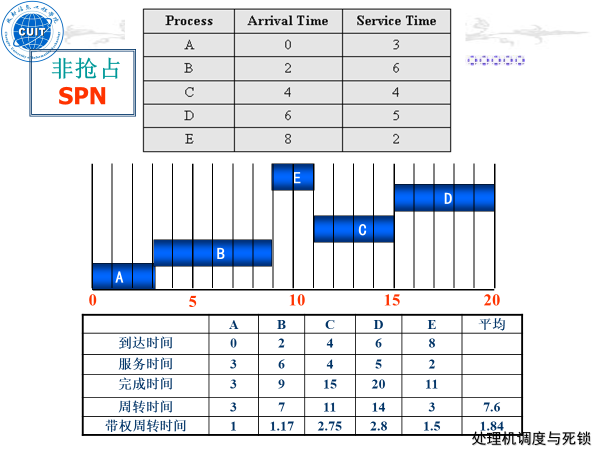 CUIT
非抢占
SPN
Process Arrival Time Service Time
A 0 3
B 2 6
C 4 4
D 6 5
E 8 2
E
D
C
B
A
0 5 10 15 20
A B C D E 平均
到达时间 0 2 4 6 8
服务时间 3 6 4 5 2
完成时间 3 9 15 20 11
周转时间 3 7 11 14 3 7.6
带权周转时间 1 1.17 2.75 2.8 1.5 1.84
处理机调度与死锁